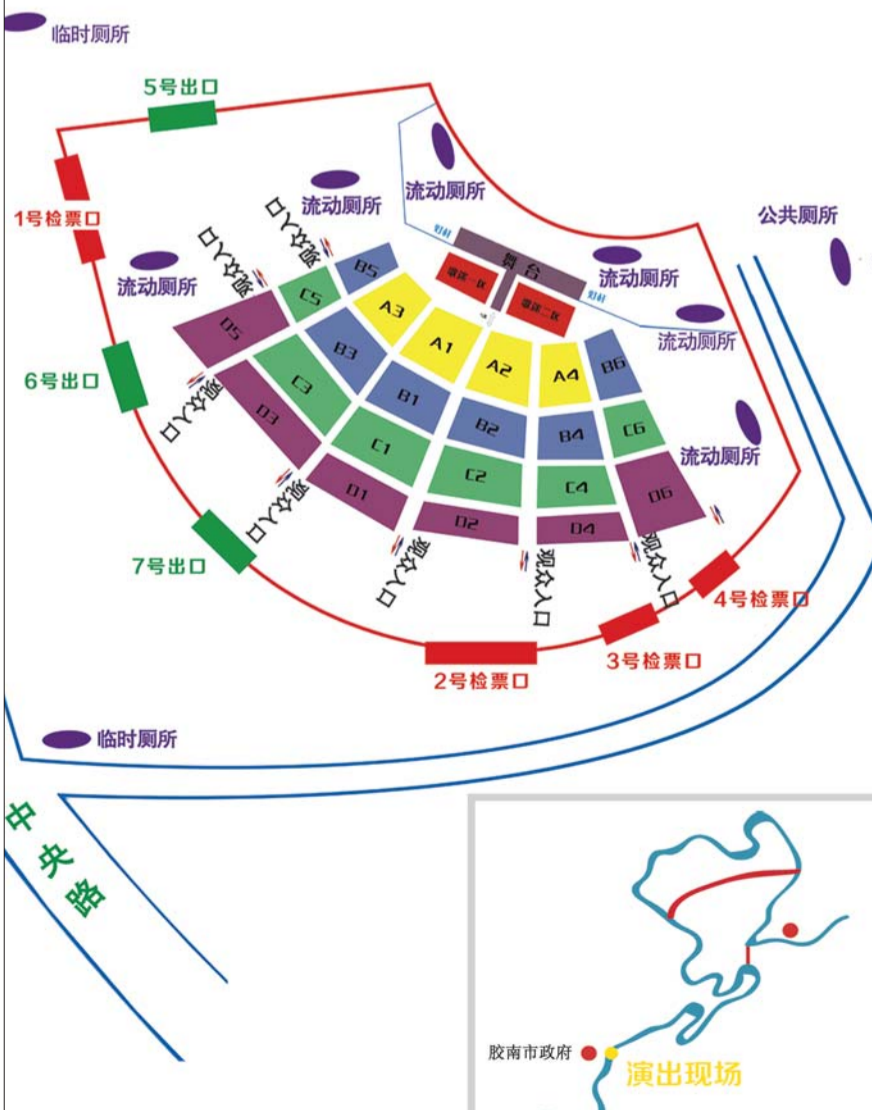 临时厕所
5号出口
流动厕所
流动厕所
1号检票口
公共厕所
观众入口
观众入口
流动厕所
流动厕所
舞台
B5
C5
D5
A3
A1
A2
A4
B6
流动厕所
6号出口
B3
C3
D3
B1
B2
B4
C6
观众入口
C1
C2
C4
D6
流动厕所
D1
D2
D4
观众入口
观众入口
观众入口
观众入口
7号出口
4号检票口
3号检票口
2号检票口
临时厕所
中央路
胶南市政府
演出现场